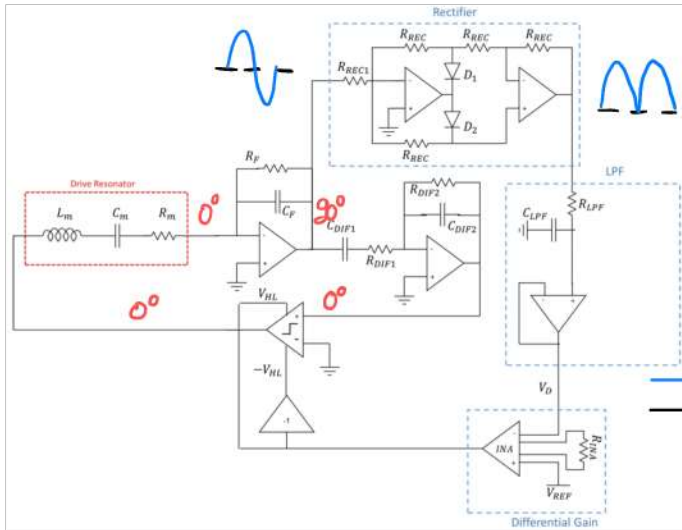 Rectifier
R_REC
R_REC
R_REC
R_REC1
D_1
D_2
R_REC
LPF
R_F
C_F
Drive Resonator
L_m
C_m
R_m
0°
90°
R_DIF2
C_DIF2
C_DIF1
R_DIF1
C_LPF
R_LPF
0°
0°
V_HL
-V_HL
-1
V_D
INA
R_INA
V_REF
Differential Gain